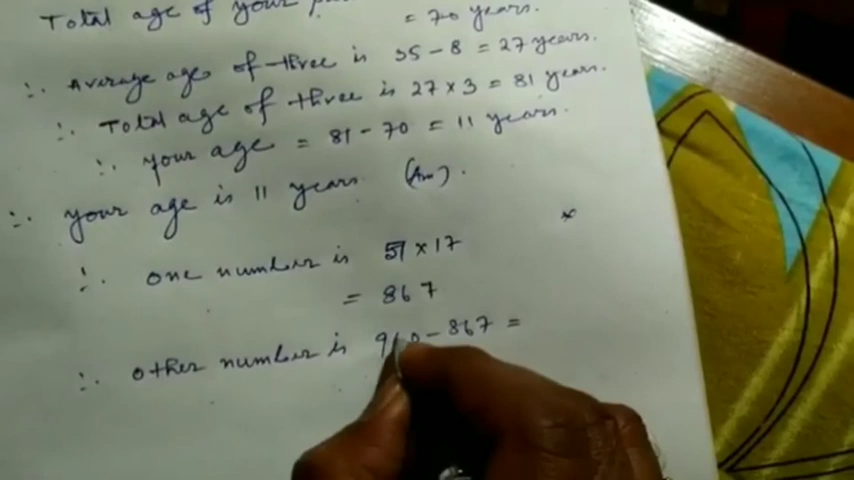 Total age of your
= 70 years.
∴ Average age of three is 35 - 8 = 27 years.
∴ Total age of three is 27 × 3 = 81 years.
∴ your age = 81 - 70 = 11 years.
∴ your age is 11 years (Ans).
∴ one number is 51 × 17
= 867
∴ other number is 960 - 867 =